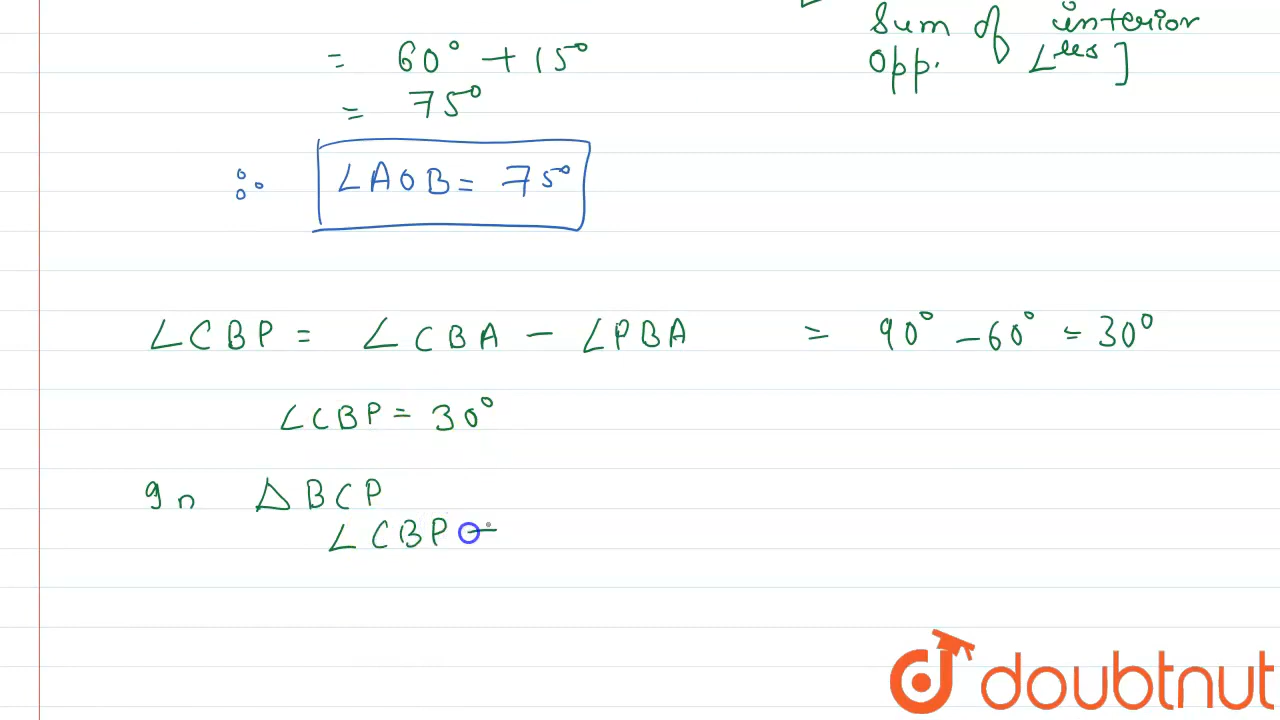 Sum of interior
= 60° + 15°
opp. ∠les ]
= 75°
∴ ∠AOB = 75°
∠CBP = ∠CBA − ∠PBA = 90° − 60° = 30°
∠CBP = 30°
In △BCP
∠CBP
doubtnut